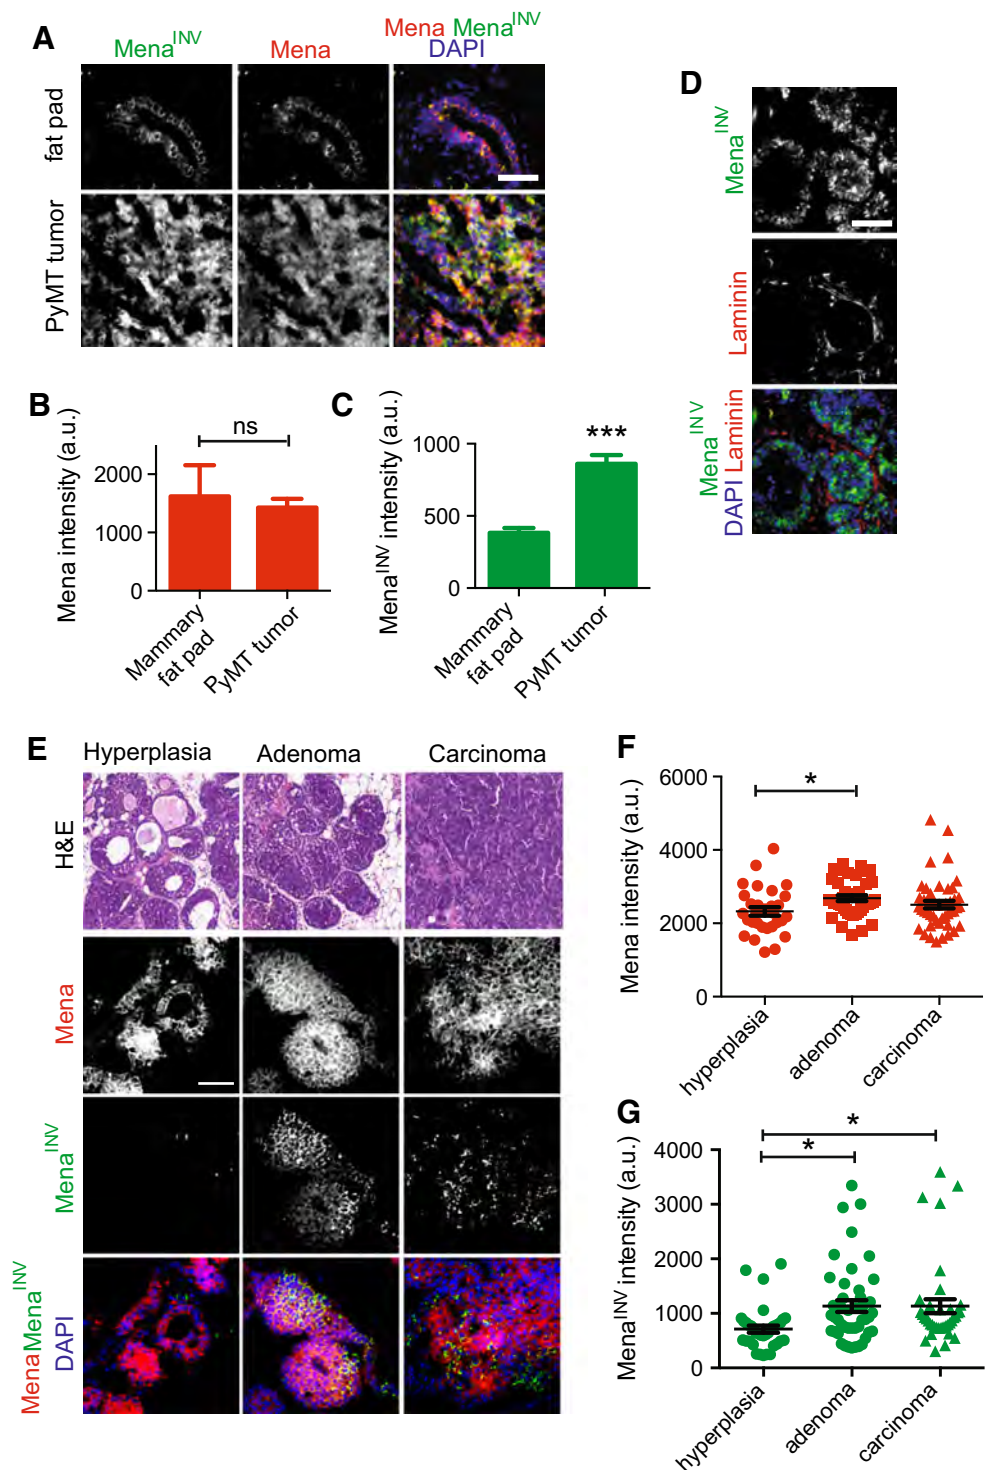 A
Mena^INV
Mena
Mena Mena^INV
DAPI
fat pad
PyMT tumor
B
Mena intensity (a.u.)
ns
2000
1000
0
Mammary
fat pad
PyMT tumor
C
Mena^INV intensity (a.u.)
***
1000
500
0
Mammary
fat pad
PyMT tumor
D
Mena^INV
Laminin
Mena^INV
DAPI Laminin
E
Hyperplasia
Adenoma
Carcinoma
H&E
Mena
Mena^INV
MenaMena^INV
DAPI
F
Mena intensity (a.u.)
*
6000
4000
2000
0
hyperplasia
adenoma
carcinoma
G
Mena^INV intensity (a.u.)
*
*
4000
3000
2000
1000
0
hyperplasia
adenoma
carcinoma